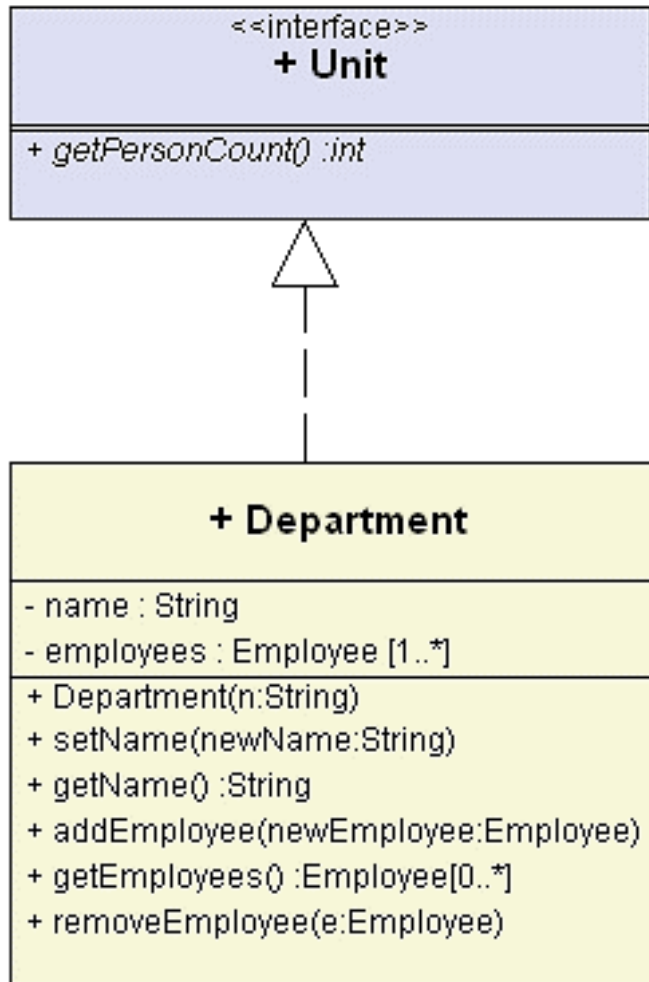 <<interface>>
+ Unit
+ getPersonCount() :int
+ Department
- name : String
- employees : Employee [1..*]
+ Department(n:String)
+ setName(newName:String)
+ getName() :String
+ addEmployee(newEmployee:Employee)
+ getEmployees() :Employee[0..*]
+ removeEmployee(e:Employee)